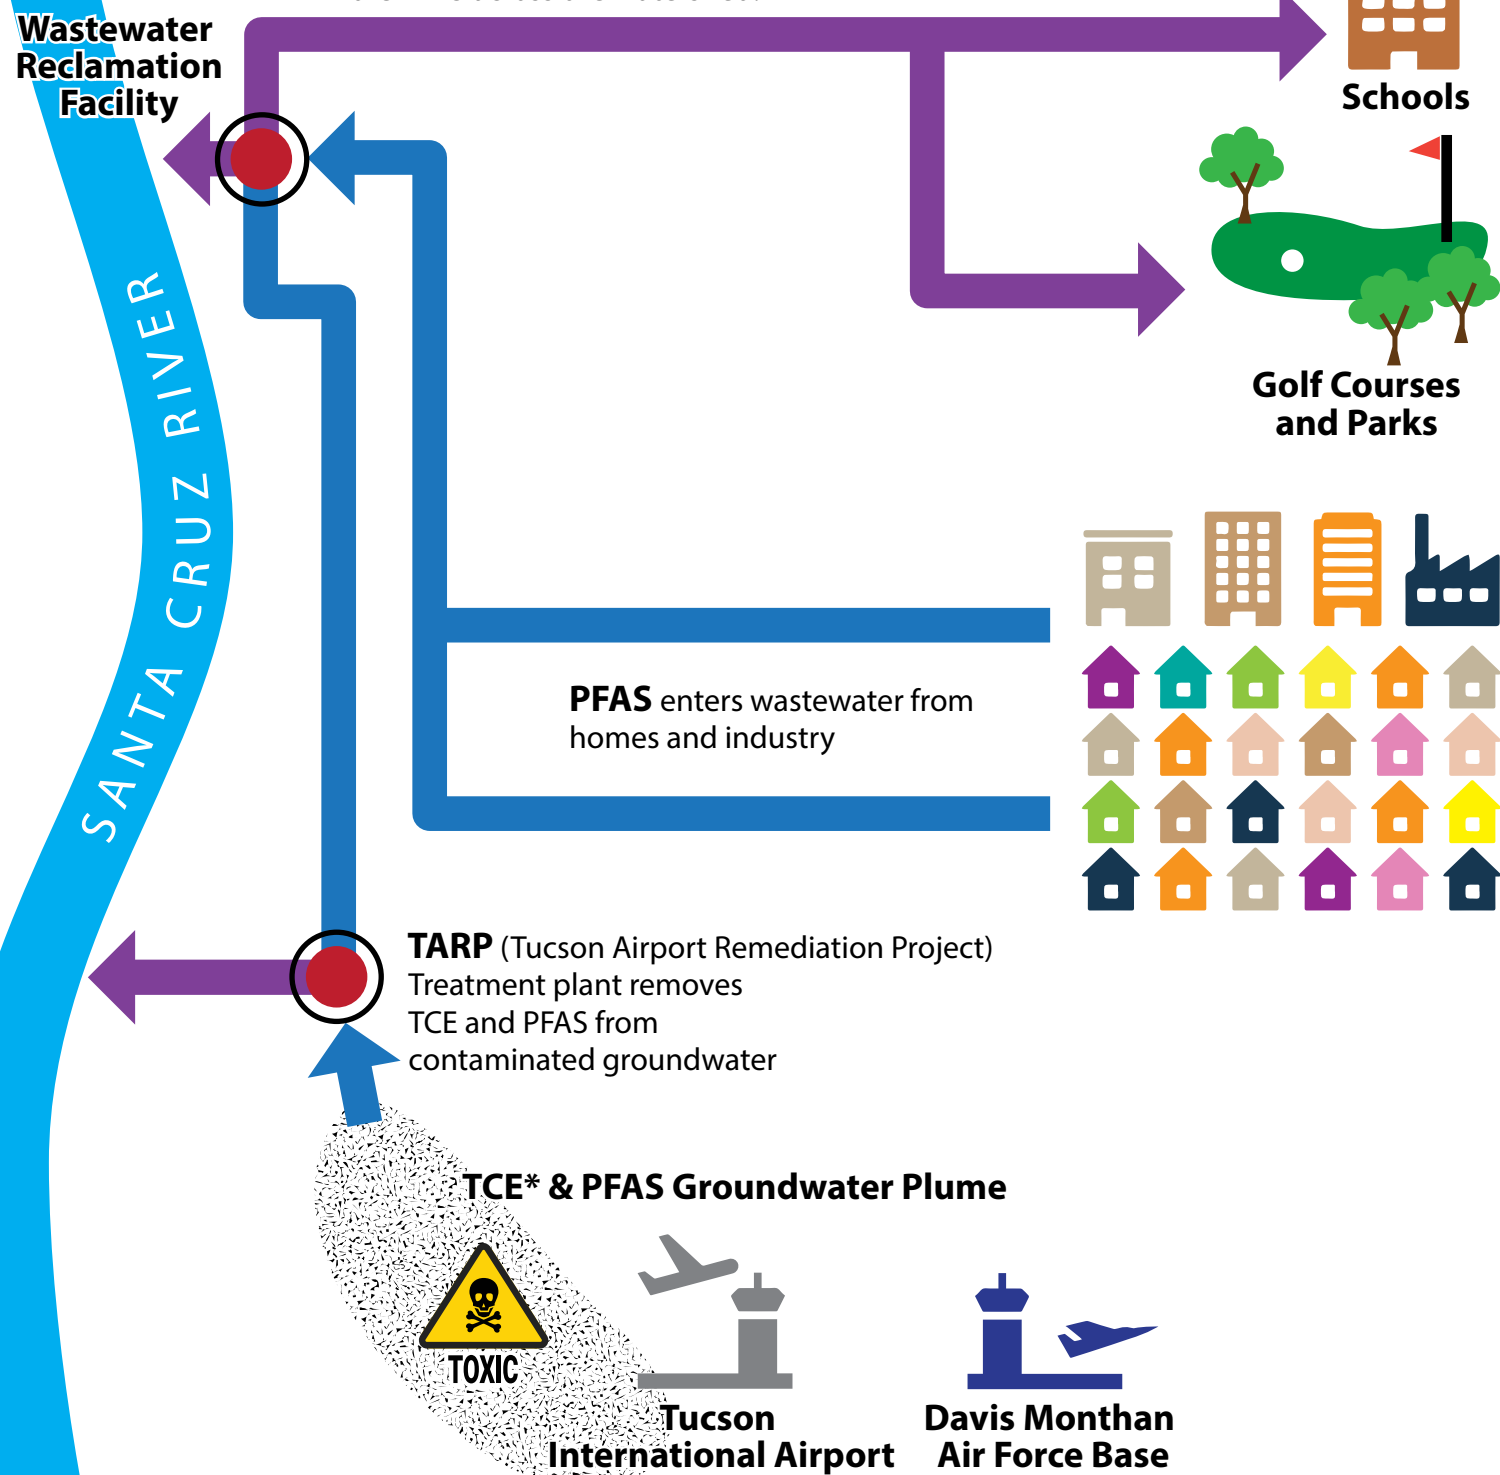 Wastewater
Reclamation
Facility
Schools
Golf Courses
and Parks
SANTA CRUZ RIVER
PFAS enters wastewater from
homes and industry
TARP (Tucson Airport Remediation Project)
Treatment plant removes
TCE and PFAS from
contaminated groundwater
TCE* & PFAS Groundwater Plume
TOXIC
Tucson
International Airport
Davis Monthan
Air Force Base